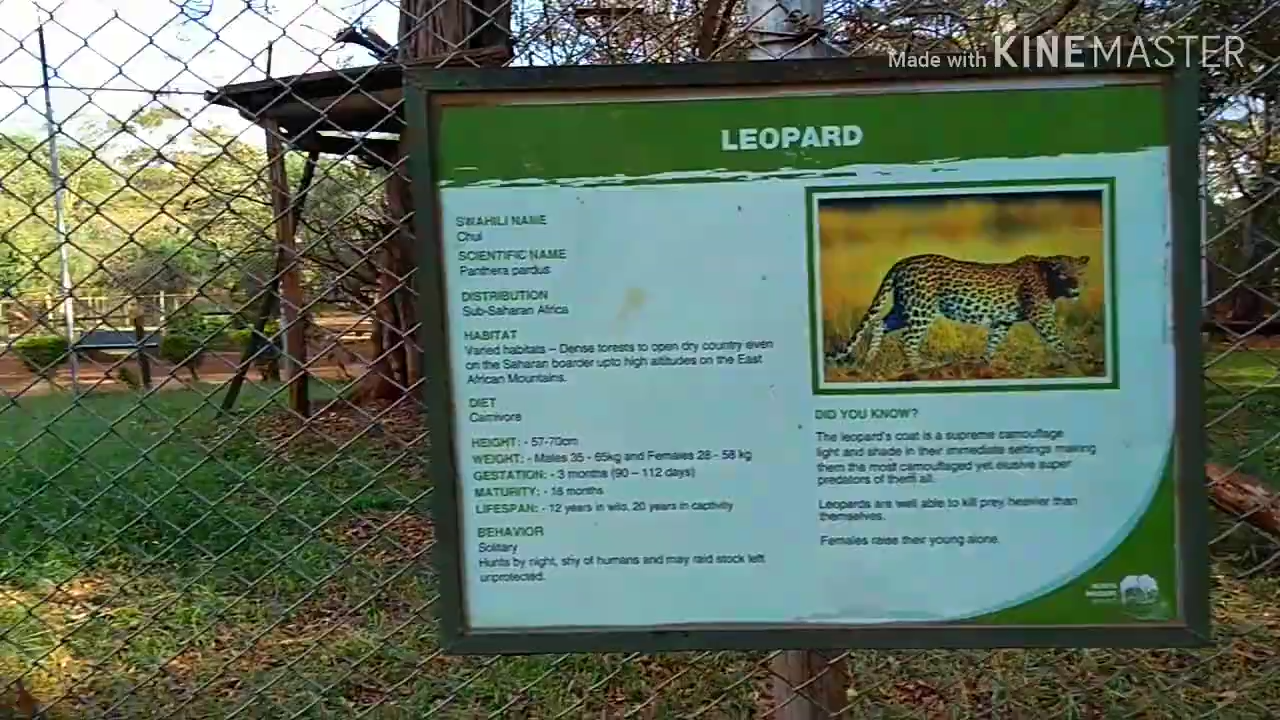 Made with KINEMASTER
LEOPARD
SWAHILI NAME
Chui
SCIENTIFIC NAME
Panthera pardus
DISTRIBUTION
Sub-Saharan Africa
HABITAT
Varied habitats – Dense forests to open dry country even
on the Saharan boarder upto high altitudes on the East
African Mountains.
DIET
Carnivore
HEIGHT: - 57-70cm
WEIGHT: - Males 35 - 65kg and Females 28 - 58 kg
GESTATION: - 3 months (90 – 112 days)
MATURITY: - 18 months
LIFESPAN: - 12 years in wild, 20 years in captivity
BEHAVIOR
Solitary
Hunts by night, shy of humans and may raid stock left
unprotected.
DID YOU KNOW?
The leopard's coat is a supreme camouflage
light and shade in their immediate settings making
them the most camouflaged yet elusive super
predators of them all.
Leopards are well able to kill prey heavier than
themselves.
Females raise their young alone.